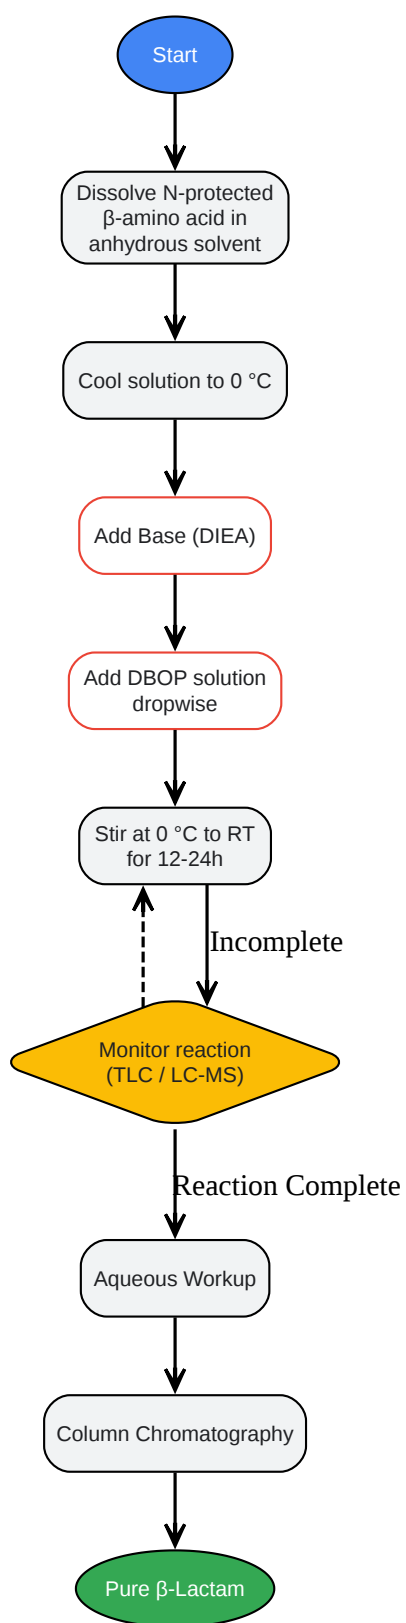 Start
Dissolve N-protected
β-amino acid in
anhydrous solvent
Cool solution to 0 °C
Add Base (DIEA)
Add DBOP solution
dropwise
Stir at 0 °C to RT
for 12-24h
Incomplete
Monitor reaction
(TLC / LC-MS)
Reaction Complete
Aqueous Workup
Column Chromatography
Pure β-Lactam